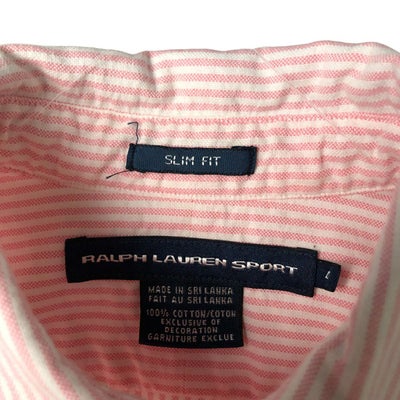 SLIM FIT
RALPH LAUREN SPORT
L
MADE IN SRI LANKA
FAIT AU SRI LANKA
100% COTTON/COTON
EXCLUSIVE OF
DECORATION
GARNITURE EXCLUE